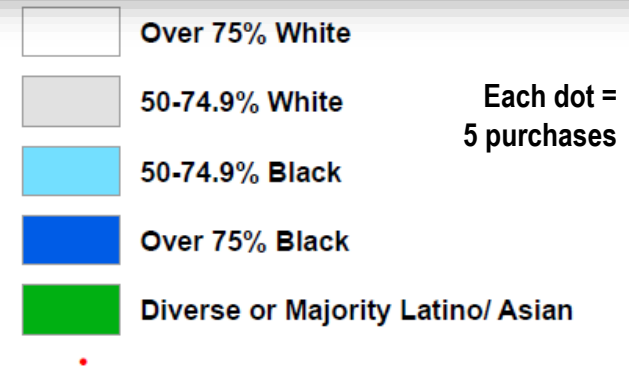 Over 75% White
50-74.9% White
Each dot =
5 purchases
50-74.9% Black
Over 75% Black
Diverse or Majority Latino/ Asian